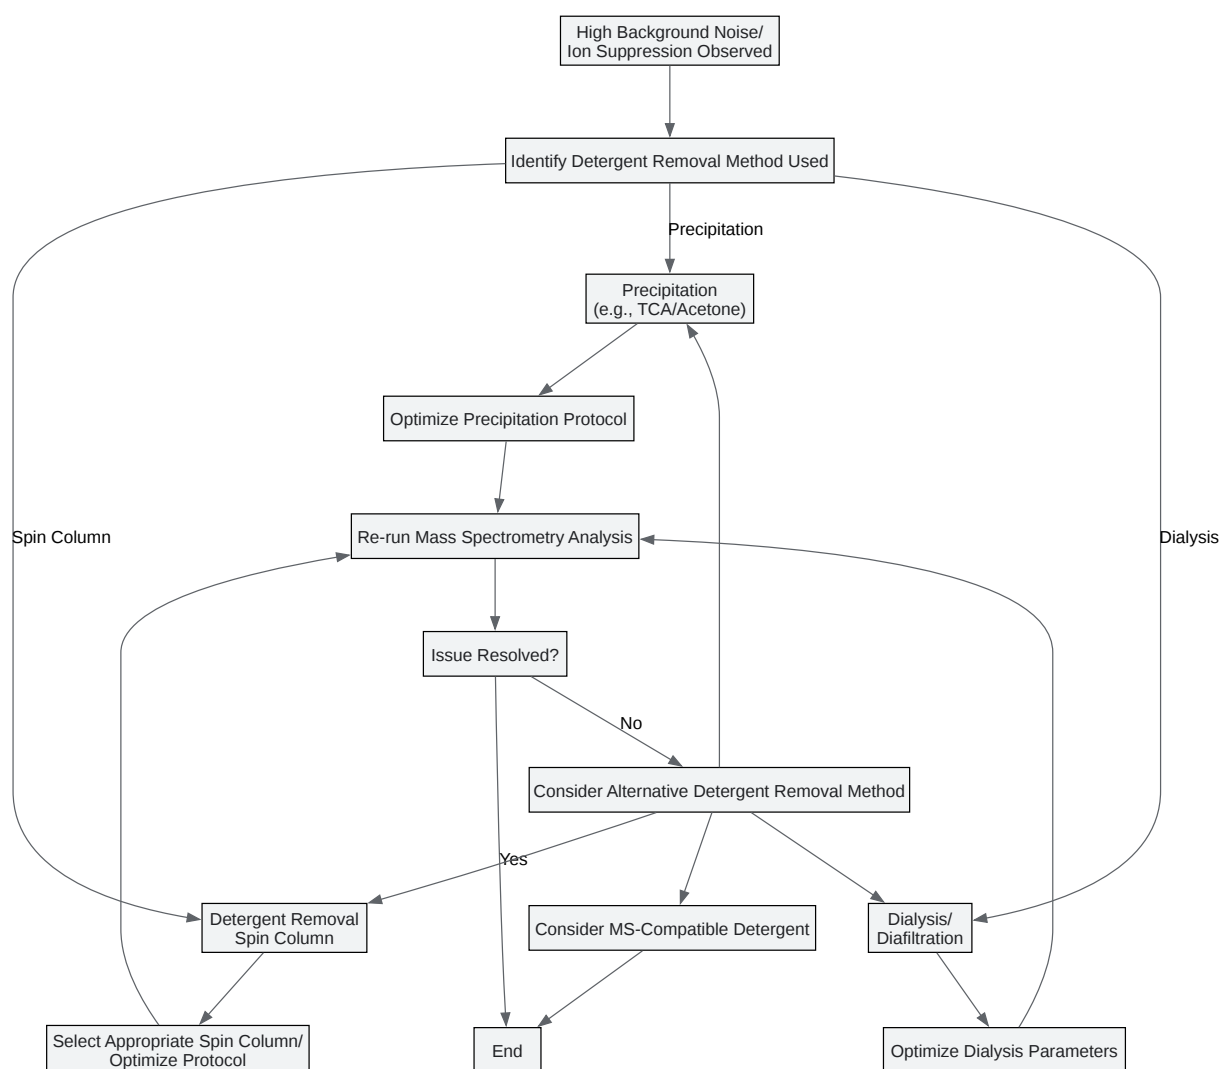 High Background Noise/
Ion Suppression Observed
Identify Detergent Removal Method Used
Precipitation
Precipitation
(e.g., TCA/Acetone)
Optimize Precipitation Protocol
Re-run Mass Spectrometry Analysis
Spin Column
Dialysis
Issue Resolved?
No
Consider Alternative Detergent Removal Method
Yes
Detergent Removal
Spin Column
Consider MS-Compatible Detergent
Dialysis/
Diafiltration
Select Appropriate Spin Column/
Optimize Protocol
End
Optimize Dialysis Parameters